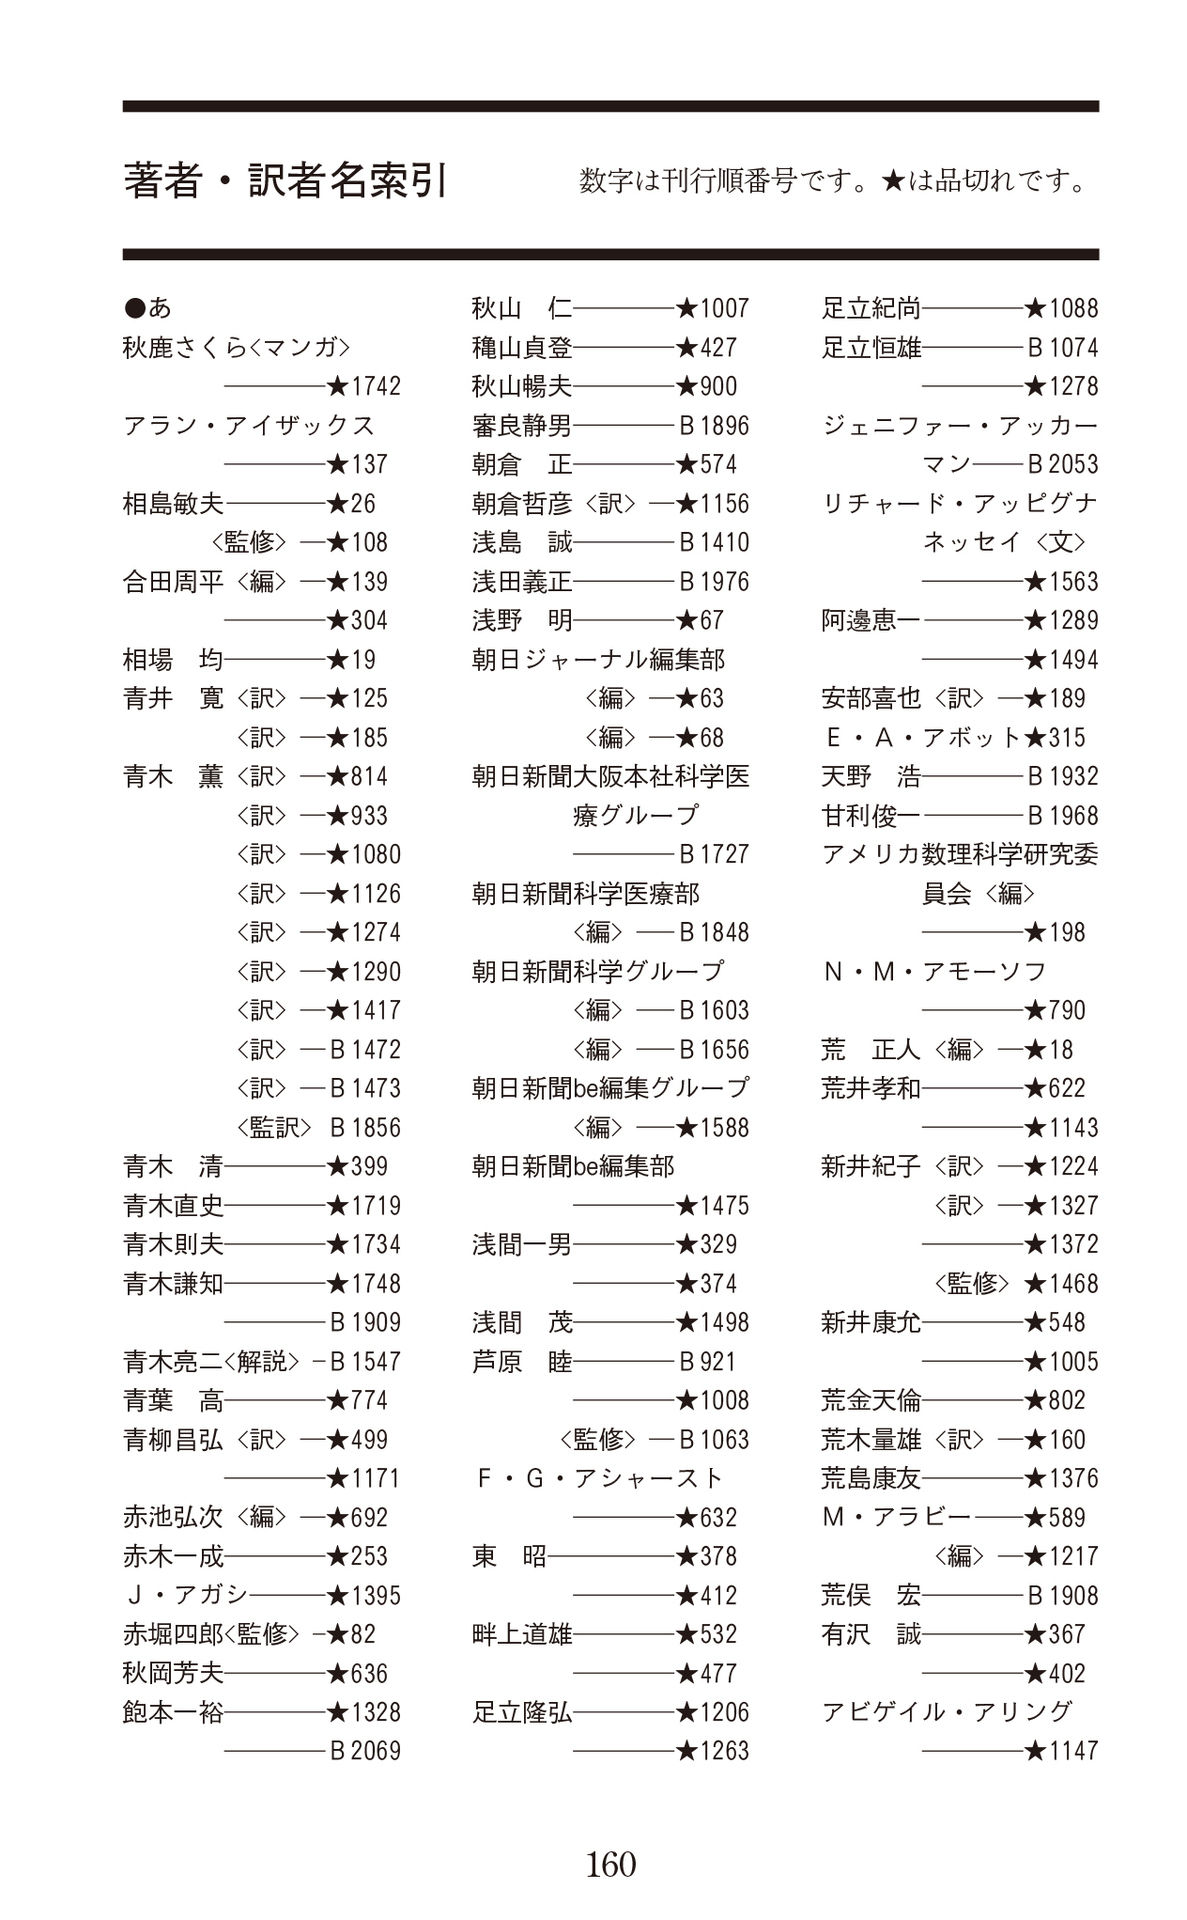 著者・訳者名索引　数字は刊行順番号です。★は品切れです。
●あ
秋鹿さくら<マンガ>
――――★1742
アラン・アイザックス
――――★137
相島敏夫――――★26
<監修> ―★108
合田周平 <編> ―★139
――――★304
相場　均――――★19
青井　寛 <訳> ―★125
<訳> ―★185
青木　薫 <訳> ―★814
<訳> ―★933
<訳> ―★1080
<訳> ―★1126
<訳> ―★1274
<訳> ―★1290
<訳> ―★1417
<訳> ―B1472
<訳> ―B1473
<監訳> B1856
青木　清――――★399
青木直史――――★1719
青木則夫――――★1734
青木謙知――――★1748
――――B1909
青木亮二<解説> –B1547
青葉　高――――★774
青柳昌弘 <訳> ―★499
――――★1171
赤池弘次 <編> ―★692
赤木一成――――★253
J・アガシ―――★1395
赤堀四郎<監修> –★82
秋岡芳夫――――★636
飽本一裕――――★1328
――――B2069
秋山　仁――――★1007
穐山貞登――――★427
秋山暢夫――――★900
審良静男――――B1896
朝倉　正――――★574
朝倉哲彦 <訳> ―★1156
浅島　誠――――B1410
浅田義正――――B1976
浅野　明――――★67
朝日ジャーナル編集部
<編> ―★63
<編> ―★68
朝日新聞大阪本社科学医
療グループ
――――B1727
朝日新聞科学医療部
<編> ――B1848
朝日新聞科学グループ
<編> ――B1603
<編> ――B1656
朝日新聞be編集グループ
<編> ――★1588
朝日新聞be編集部
――――★1475
浅間一男――――★329
――――★374
浅間　茂――――★1498
芦原　睦――――B921
――――★1008
<監修> ―B1063
F・G・アシャースト
――――★632
東　昭―――――★378
――――★412
畔上道雄――――★532
――――★477
足立隆弘――――★1206
――――★1263
足立紀尚――――★1088
足立恒雄――――B1074
――――★1278
ジェニファー・アッカー
マン――B2053
リチャード・アッピグナ
ネッセイ <文>
――――★1563
阿邊恵一――――★1289
――――★1494
安部喜也 <訳> ―★189
E・A・アボット★315
天野　浩――――B1932
甘利俊一――――B1968
アメリカ数理科学研究委
員会 <編>
――――★198
N・M・アモーソフ
――――★790
荒　正人 <編> ―★18
荒井孝和――――★622
――――★1143
新井紀子 <訳> ―★1224
<訳> ―★1327
――――★1372
<監修> ★1468
新井康允――――★548
――――★1005
荒金天倫――――★802
荒木量雄 <訳> ―★160
荒島康友――――★1376
M・アラビー――★589
<編> ―★1217
荒俣　宏――――B1908
有沢　誠――――★367
――――★402
アビゲイル・アリング
――――★1147
160